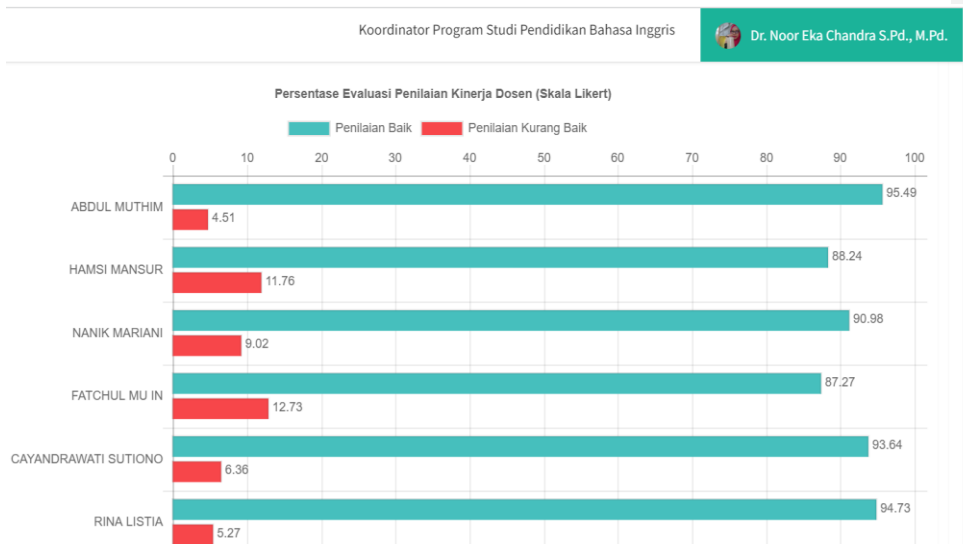 Koordinator Program Studi Pendidikan Bahasa Inggris
Dr. Noor Eka Chandra S.Pd., M.Pd.
Persentase Evaluasi Penilaian Kinerja Dosen (Skala Likert)
Penilaian Baik Penilaian Kurang Baik
0 10 20 30 40 50 60 70 80 90 100
ABDUL MUTHIM
95.49
4.51
HAMSI MANSUR
88.24
11.76
NANIK MARIANI
90.98
9.02
FATCHUL MU IN
87.27
12.73
CAYANDRAWATI SUTIONO
93.64
6.36
RINA LISTIA
94.73
5.27